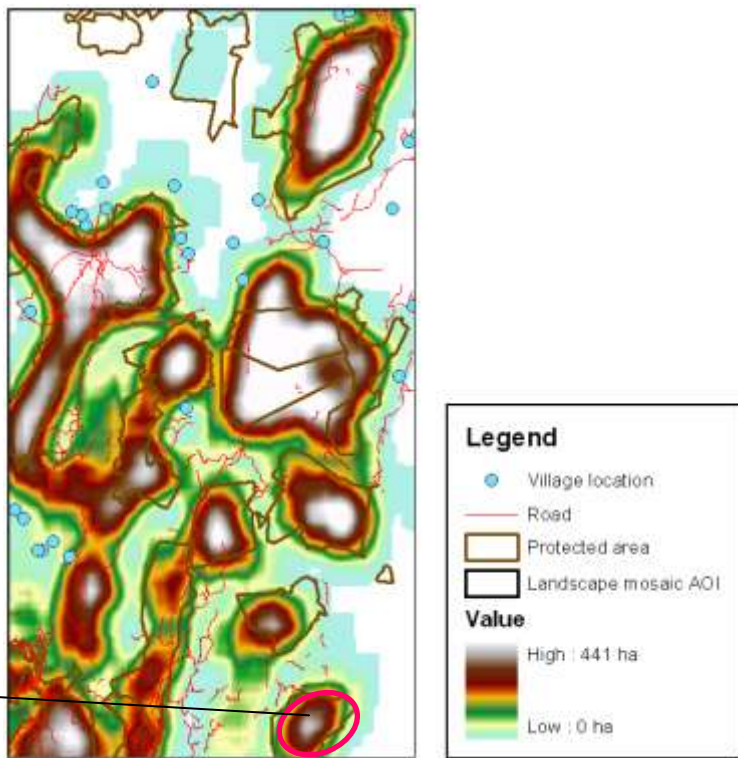 Legend
Village location
Road
Protected area
Landscape mosaic AOI
Value
High : 441 ha
Low : 0 ha